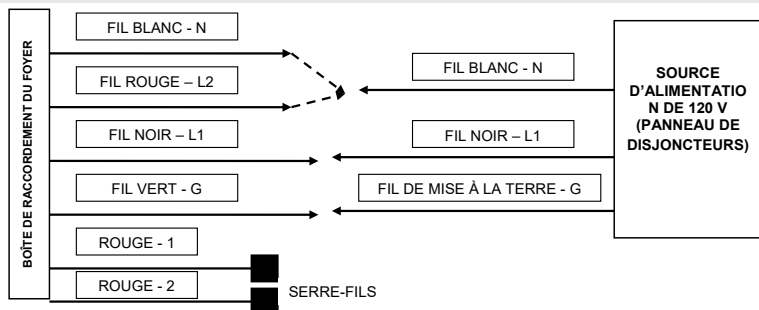 BOÎTE DE RACCORDEMENT DU FOYER
FIL BLANC - N
FIL ROUGE – L2
FIL NOIR – L1
FIL VERT - G
ROUGE - 1
ROUGE - 2
SERRE-FILS
FIL BLANC - N
FIL NOIR – L1
FIL DE MISE À LA TERRE - G
SOURCE
D'ALIMENTATIO
N DE 120 V
(PANNEAU DE
DISJONCTEURS)